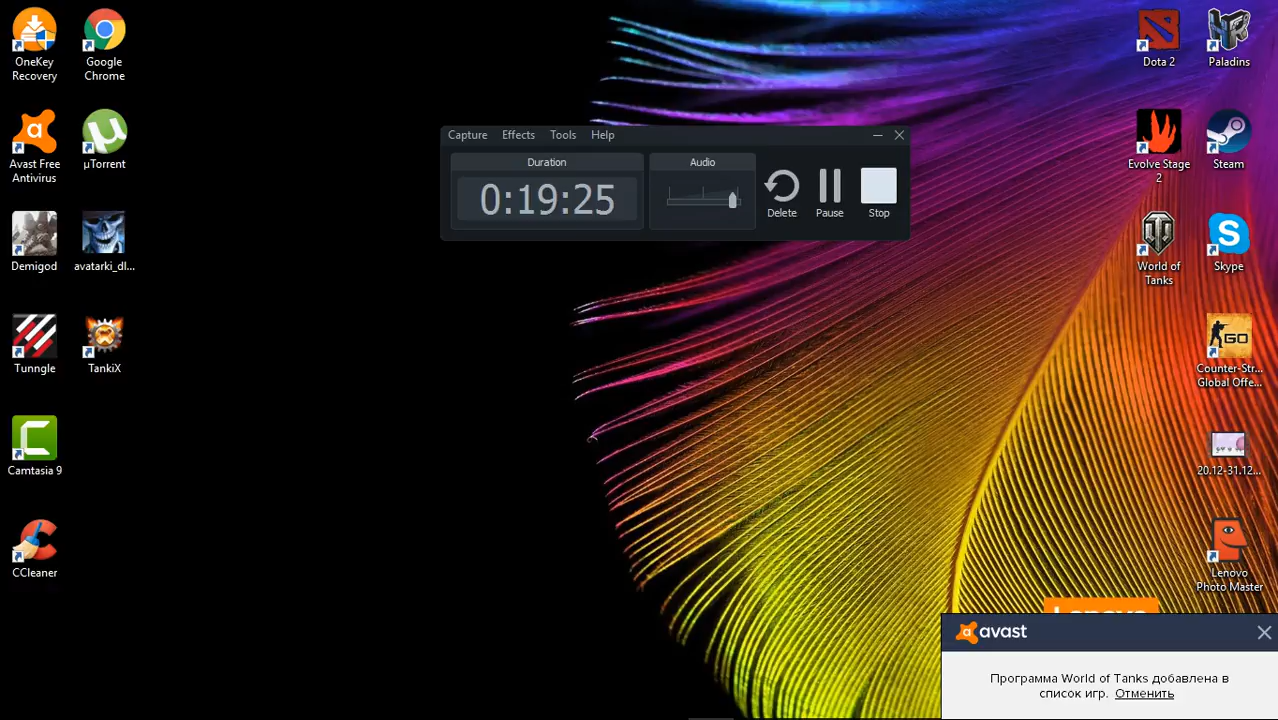 OneKey
Recovery
Google
Chrome
Avast Free
Antivirus
µTorrent
Demigod
avatarki_dl...
Tunngle
TankiX
Camtasia 9
CCleaner
Capture Effects Tools Help
Duration
Audio
0:19:25
Delete
Pause
Stop
Dota 2
Paladins
Evolve Stage
2
Steam
World of
Tanks
Skype
GO
Counter-Str...
Global Offe...
20.12-31.12...
Lenovo
Photo Master
Lenovo
avast
Программа World of Tanks добавлена в
список игр. Отменить